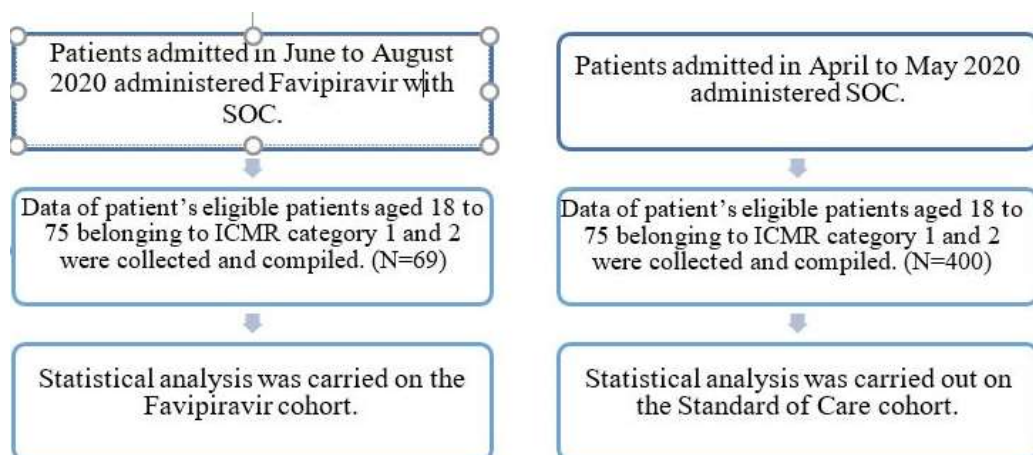 Patients admitted in June to August
2020 administered Favipiravir with
SOC.
Data of patient's eligible patients aged 18 to
75 belonging to ICMR category 1 and 2
were collected and compiled. (N=69)
Statistical analysis was carried on the
Favipiravir cohort.
Patients admitted in April to May 2020
administered SOC.
Data of patient's eligible patients aged 18 to
75 belonging to ICMR category 1 and 2
were collected and compiled. (N=400)
Statistical analysis was carried out on
the Standard of Care cohort.